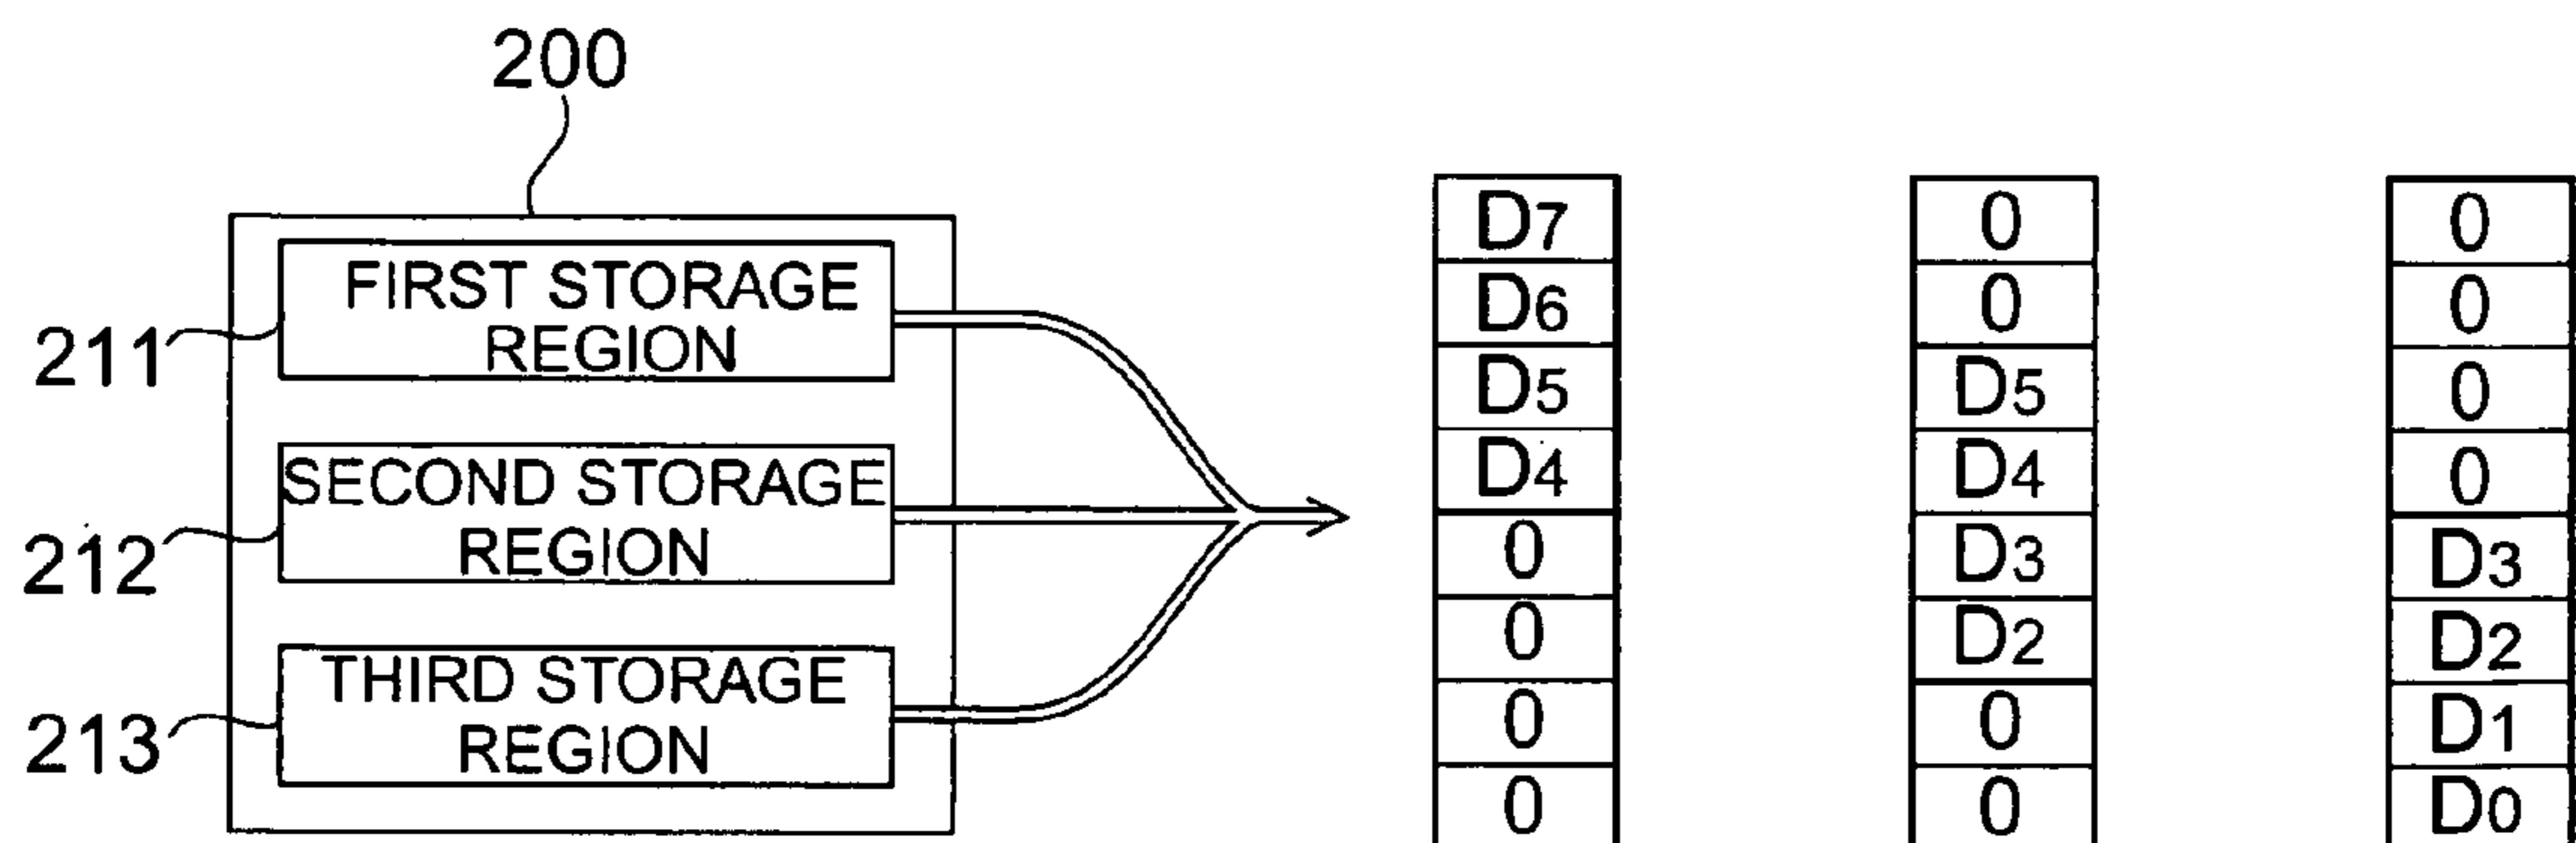 200
211
FIRST STORAGE
REGION
212
SECOND STORAGE
REGION
213
THIRD STORAGE
REGION
D7
D6
D5
D4
0
0
0
0
0
0
D5
D4
D3
D2
0
0
0
0
0
0
D3
D2
D1
D0